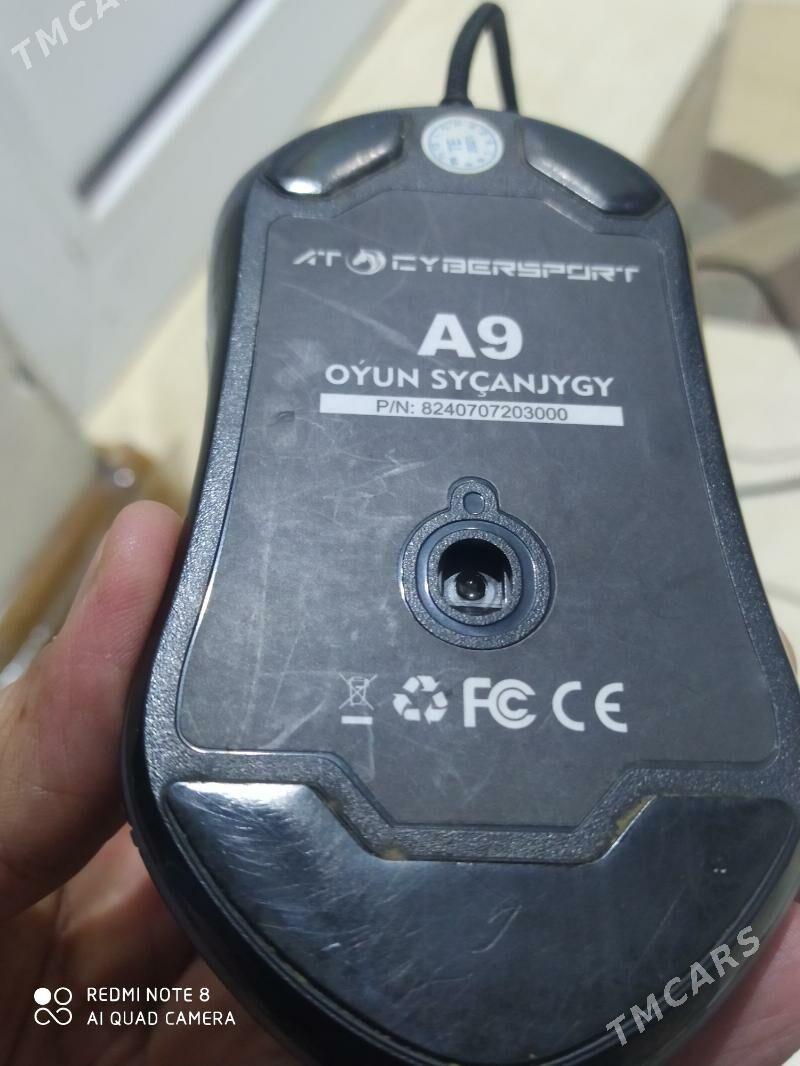 TMCARS
AT CYBERSPORT
A9
OÝUN SYÇANJYGY
P/N: 8240707203000
FC CE
REDMI NOTE 8
AI QUAD CAMERA
TMCARS